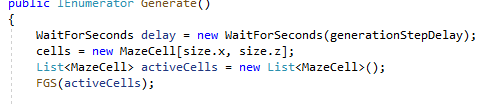 public IEnumerator Generate()
{
WaitForSeconds delay = new WaitForSeconds(generationStepDelay);
cells = new MazeCell[size.x, size.z];
List<MazeCell> activeCells = new List<MazeCell>();
FGS(activeCells);